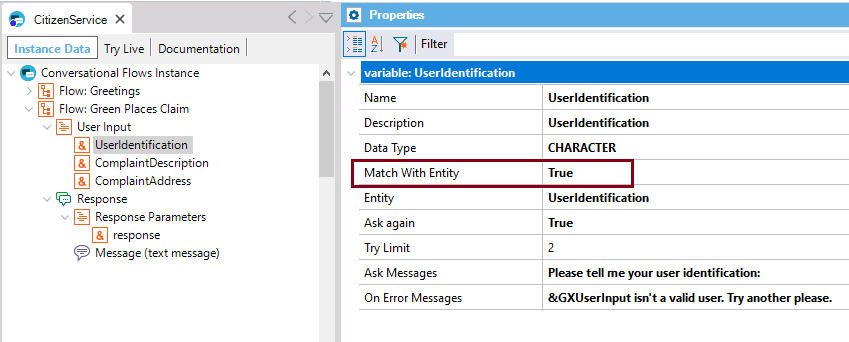 CitizenService
Instance Data Try Live Documentation
Conversational Flows Instance
Flow: Greetings
Flow: Green Places Claim
User Input
& UserIdentification
& ComplaintDescription
& ComplaintAddress
Response
Response Parameters
& response
Message (text message)
Properties
A Z Filter
variable: UserIdentification
Name UserIdentification
Description UserIdentification
Data Type CHARACTER
Match With Entity True
Entity UserIdentification
Ask again True
Try Limit 2
Ask Messages Please tell me your user identification:
On Error Messages &GXUserInput isn't a valid user. Try another please.